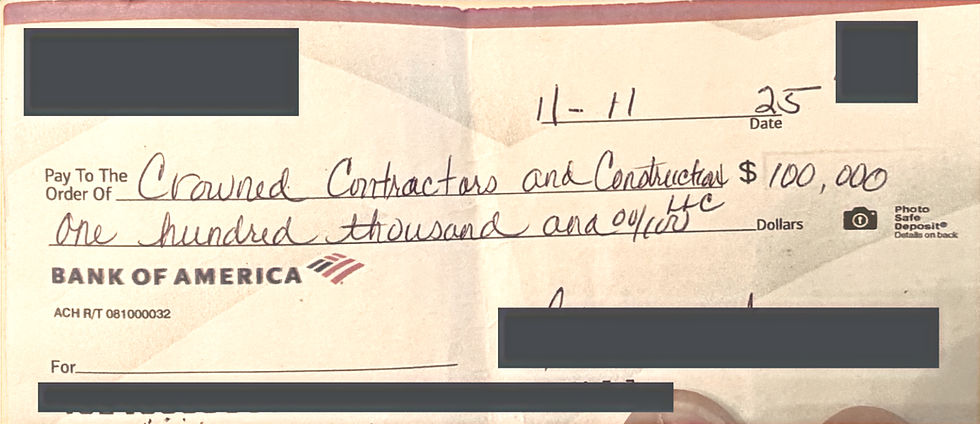 11-11 25
Date
Pay To The
Order Of Crowned Contractors and Construction $ 100,000
LLC
One hundred thousand and 00/100 Dollars
Photo
Safe
Deposit®
Details on back
BANK OF AMERICA
ACH R/T 081000032
For